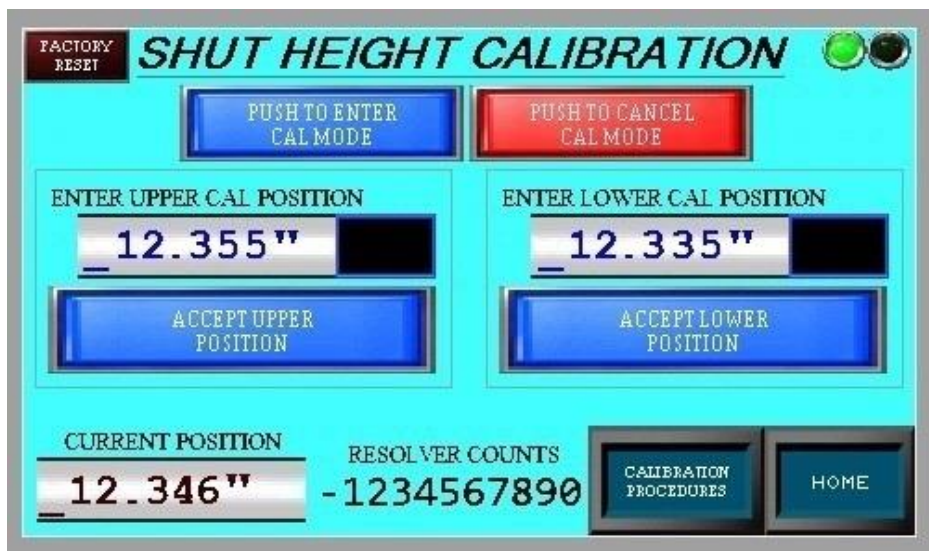 FACTORY
RESET
SHUT HEIGHT CALIBRATION
PUSH TO ENTER
CAL MODE
PUSH TO CANCEL
CAL MODE
ENTER UPPER CAL POSITION
_12.355"
ACCEPT UPPER
POSITION
ENTER LOWER CAL POSITION
_12.335"
ACCEPT LOWER
POSITION
CURRENT POSITION
_12.346"
RESOLVER COUNTS
-1234567890
CALIBRATION
PROCEDURES
HOME